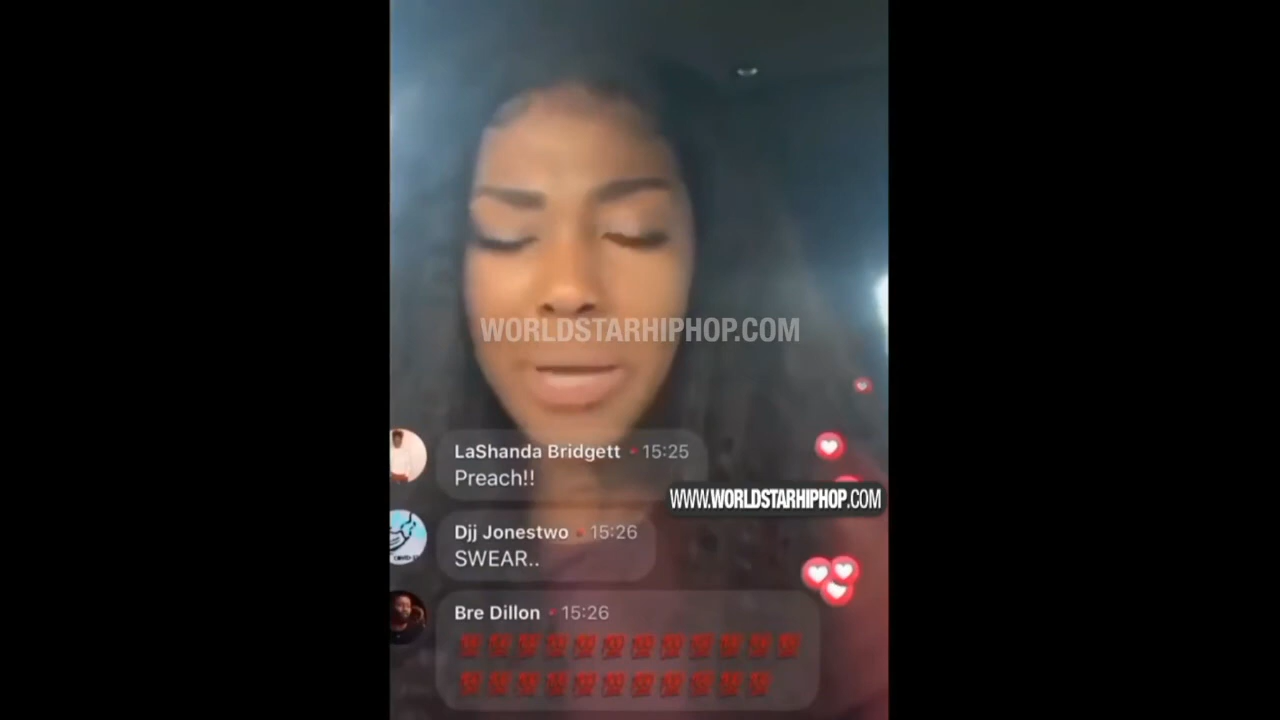 WORLDSTARHIPHOP.COM
LaShanda Bridgett • 15:25
Preach!!
WWW.WORLDSTARHIPHOP.COM
Djj Jonestwo • 15:26
SWEAR..
Bre Dillon • 15:26
💯💯💯💯💯💯💯💯💯💯💯💯
💯💯💯💯💯💯💯💯💯💯💯